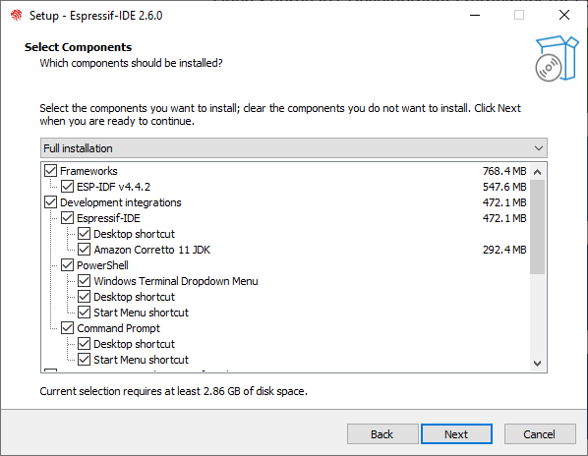 Setup - Espressif-IDE 2.6.0
Select Components
Which components should be installed?
Select the components you want to install; clear the components you do not want to install. Click Next
when you are ready to continue.
Full installation
Frameworks 768.4 MB
ESP-IDF v4.4.2 547.6 MB
Development integrations 472.1 MB
Espressif-IDE 472.1 MB
Desktop shortcut
Amazon Corretto 11 JDK 292.4 MB
PowerShell
Windows Terminal Dropdown Menu
Desktop shortcut
Start Menu shortcut
Command Prompt
Desktop shortcut
Start Menu shortcut
Current selection requires at least 2.86 GB of disk space.
Back Next Cancel